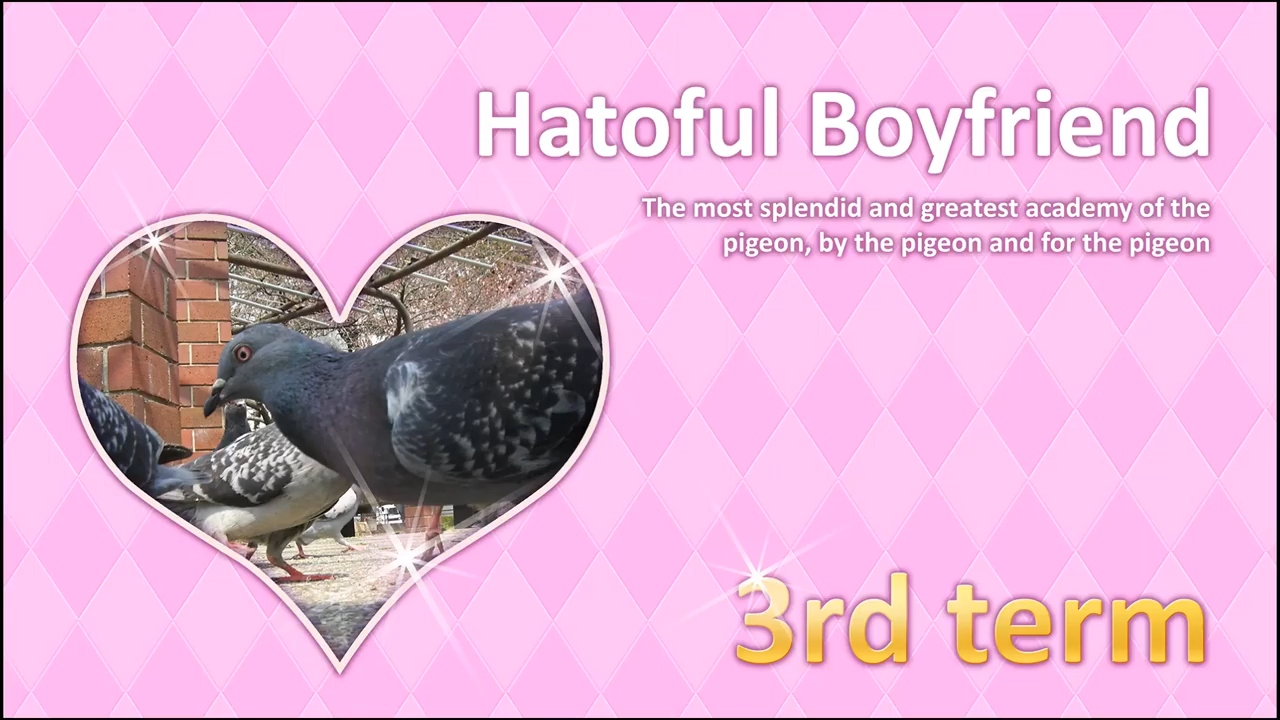 Hatoful Boyfriend
The most splendid and greatest academy of the
pigeon, by the pigeon and for the pigeon
3rd term